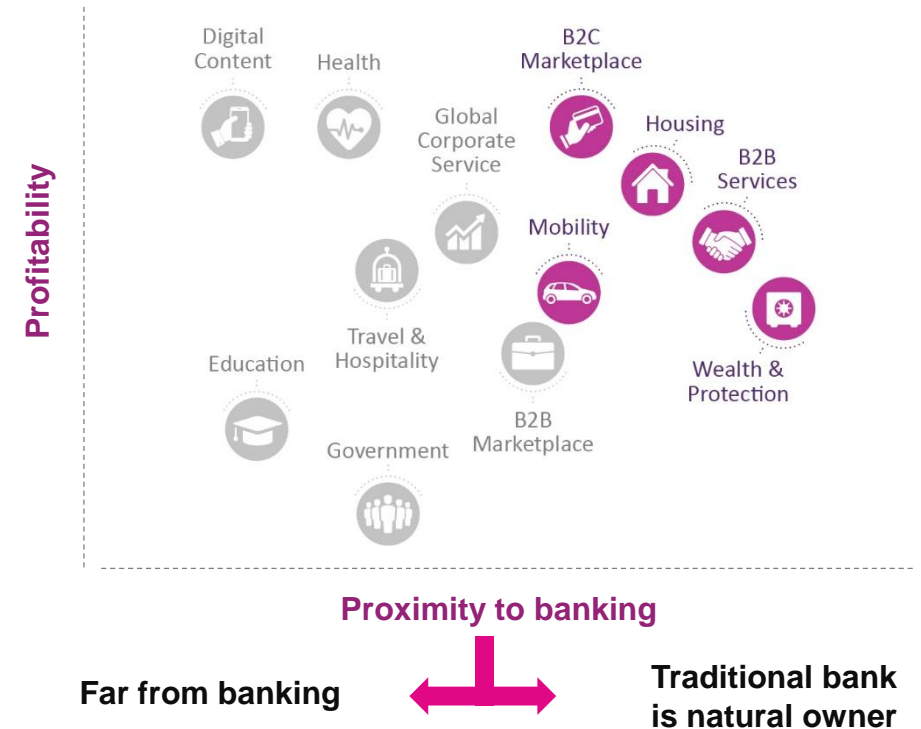 Profitability
Digital
Content
Health
Global
Corporate
Service
B2C
Marketplace
Housing
B2B
Services
Mobility
Travel &
Hospitality
Education
Government
B2B
Marketplace
Wealth &
Protection
Proximity to banking
Far from banking
Traditional bank
is natural owner